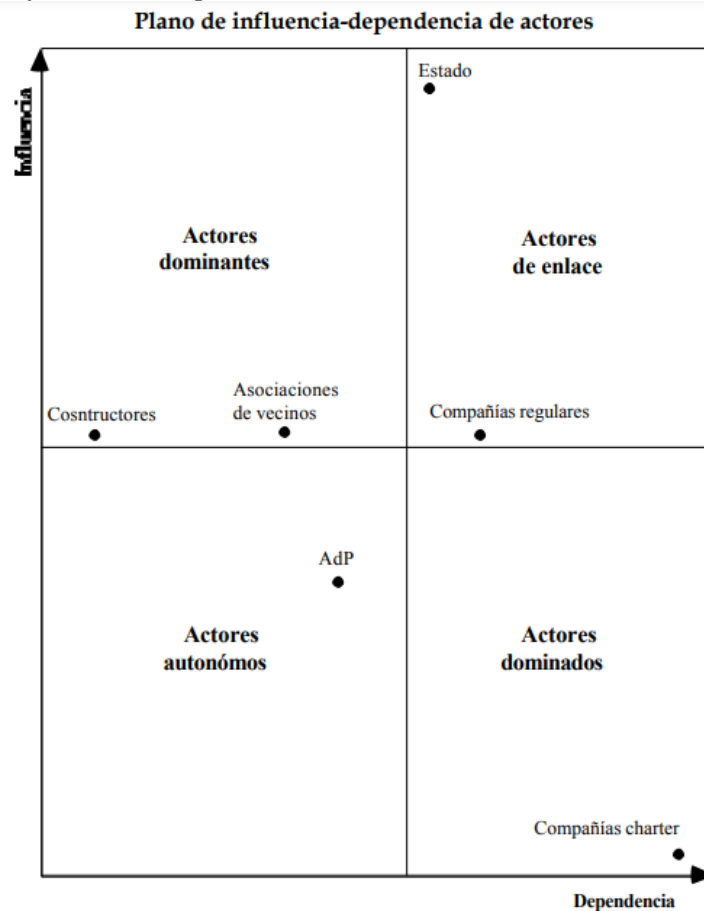 Plano de influencia-dependencia de actores
Influencia
Estado
Actores
dominantes
Actores
de enlace
Cosntructores
Asociaciones
de vecinos
Compañías regulares
AdP
Actores
autonómos
Actores
dominados
Compañías charter
Dependencia